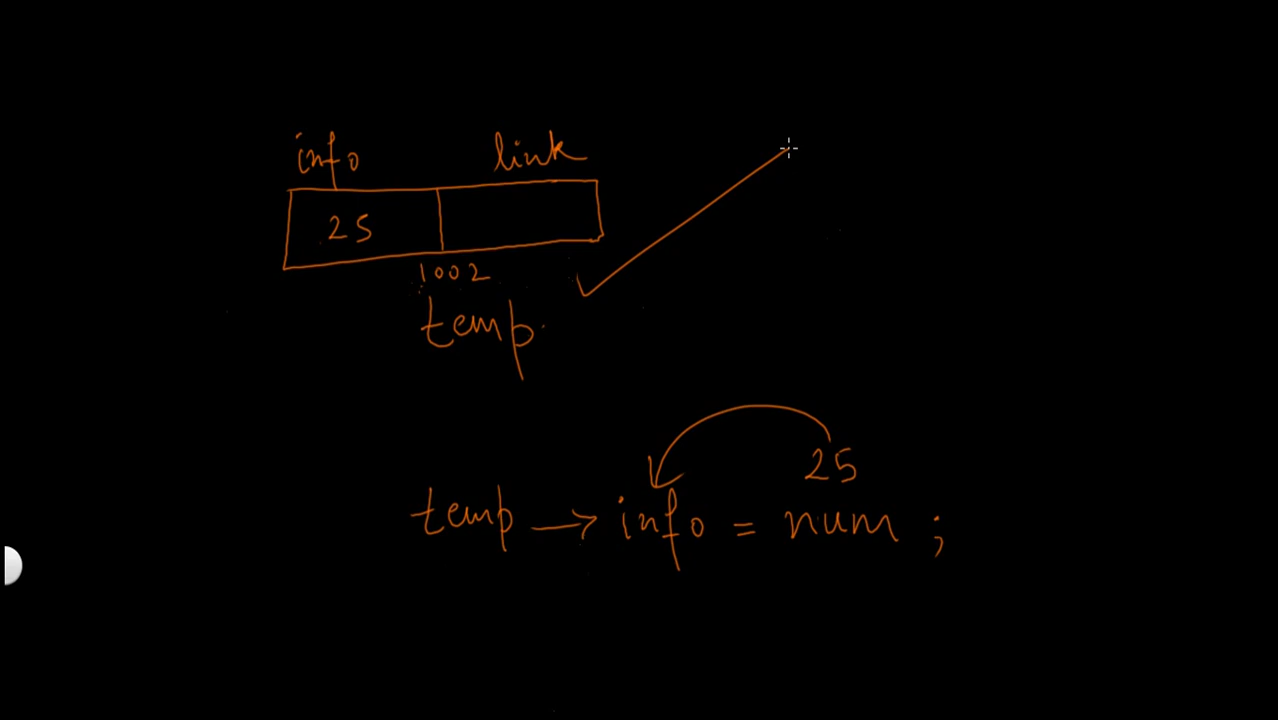 info link
25
1002
temp
25
temp → info = num ;